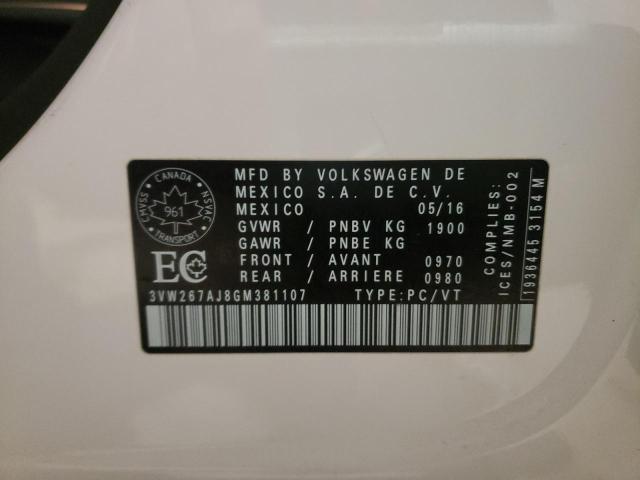 MFD BY VOLKSWAGEN DE
MEXICO S.A. DE C.V.
MEXICO 05/16
GVWR / PNBV KG 1900
GAWR / PNBE KG
FRONT / AVANT 0970
REAR / ARRIERE 0980
3VW267AJ8GM381107 TYPE:PC/VT
CANADA
CMVSS
NSVAC
961
TRANSPORT
EC
COMPLIES:
ICES/NMB-002
1936445 3154 M